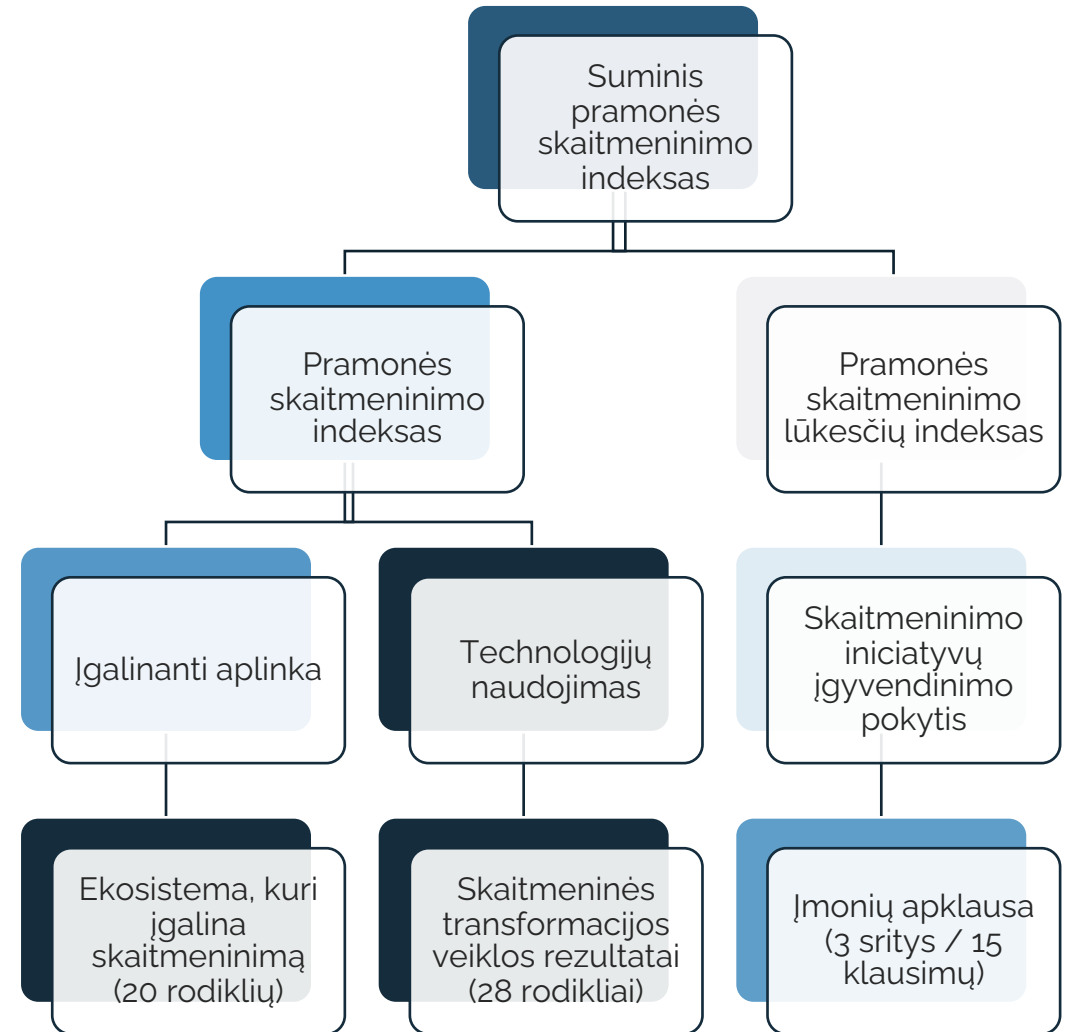 Suminis
pramonės
skaitmeninimo
indeksas
Pramonės
skaitmeninimo
indeksas
Pramonės
skaitmeninimo
lūkesčių indeksas
Įgalinanti aplinka
Technologijų
naudojimas
Skaitmeninimo
iniciatyvų
įgyvendinimo
pokytis
Ekosistema, kuri
įgalina
skaitmeninimą
(20 rodiklių)
Skaitmeninės
transformacijos
veiklos rezultatai
(28 rodikliai)
Įmonių apklausa
(3 sritys / 15
klausimų)